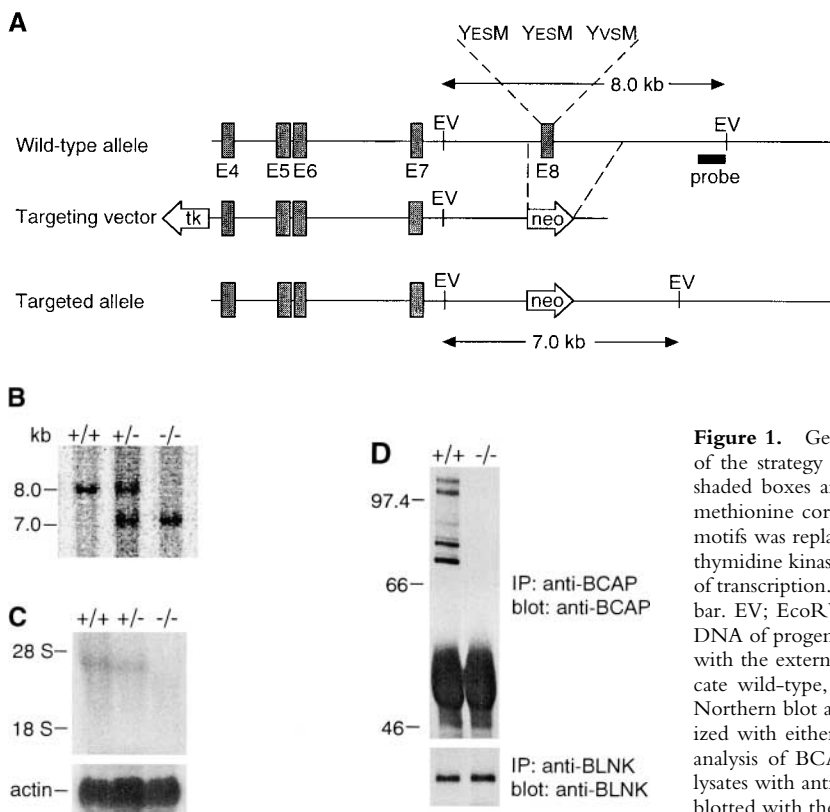 A
YESM YESM YVSM
8.0 kb
EV
EV
Wild-type allele
E4 E5 E6 E7 E8
probe
EV
Targeting vector
tk
neo
EV
EV
Targeted allele
neo
7.0 kb
B
kb +/+ +/- -/-
8.0
7.0
C
+/+ +/- -/-
28 S
18 S
actin
D
+/+ -/-
97.4
66
46
IP: anti-BCAP
blot: anti-BCAP
IP: anti-BLNK
blot: anti-BLNK
Figure 1. Ge
of the strategy
shaded boxes a
methionine cor
motifs was repla
thymidine kinas
of transcription.
bar. EV; EcoR
DNA of progen
with the extern
cate wild-type,
Northern blot a
ized with either
analysis of BCA
lysates with ant
blotted with the